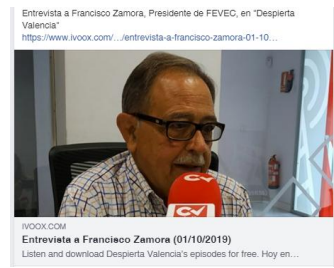 Entrevista a Francisco Zamora, Presidente de FEVEC, en "Despierta
Valencia"
https://www.ivoox.com/…/entrevista-a-francisco-zamora-01-10…
CV
IVOOX.COM
Entrevista a Francisco Zamora (01/10/2019)
Listen and download Despierta Valencia's episodes for free. Hoy en…